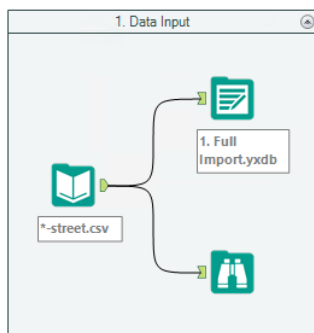 1. Data Input
1. Full
Import.yxdb
*-street.csv